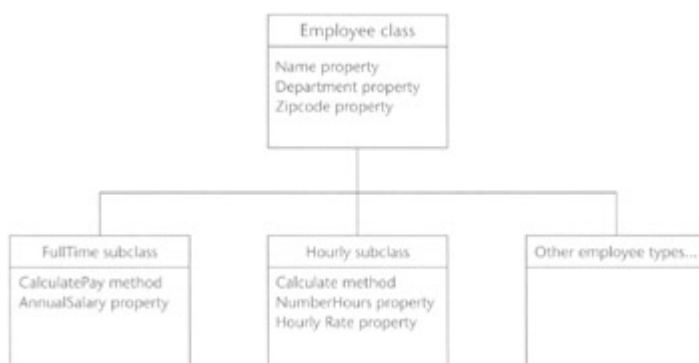 Employee class
Name property
Department property
Zipcode property
FullTime subclass
CalculatePay method
AnnualSalary property
Hourly subclass
Calculate method
NumberHours property
Hourly Rate property
Other employee types...